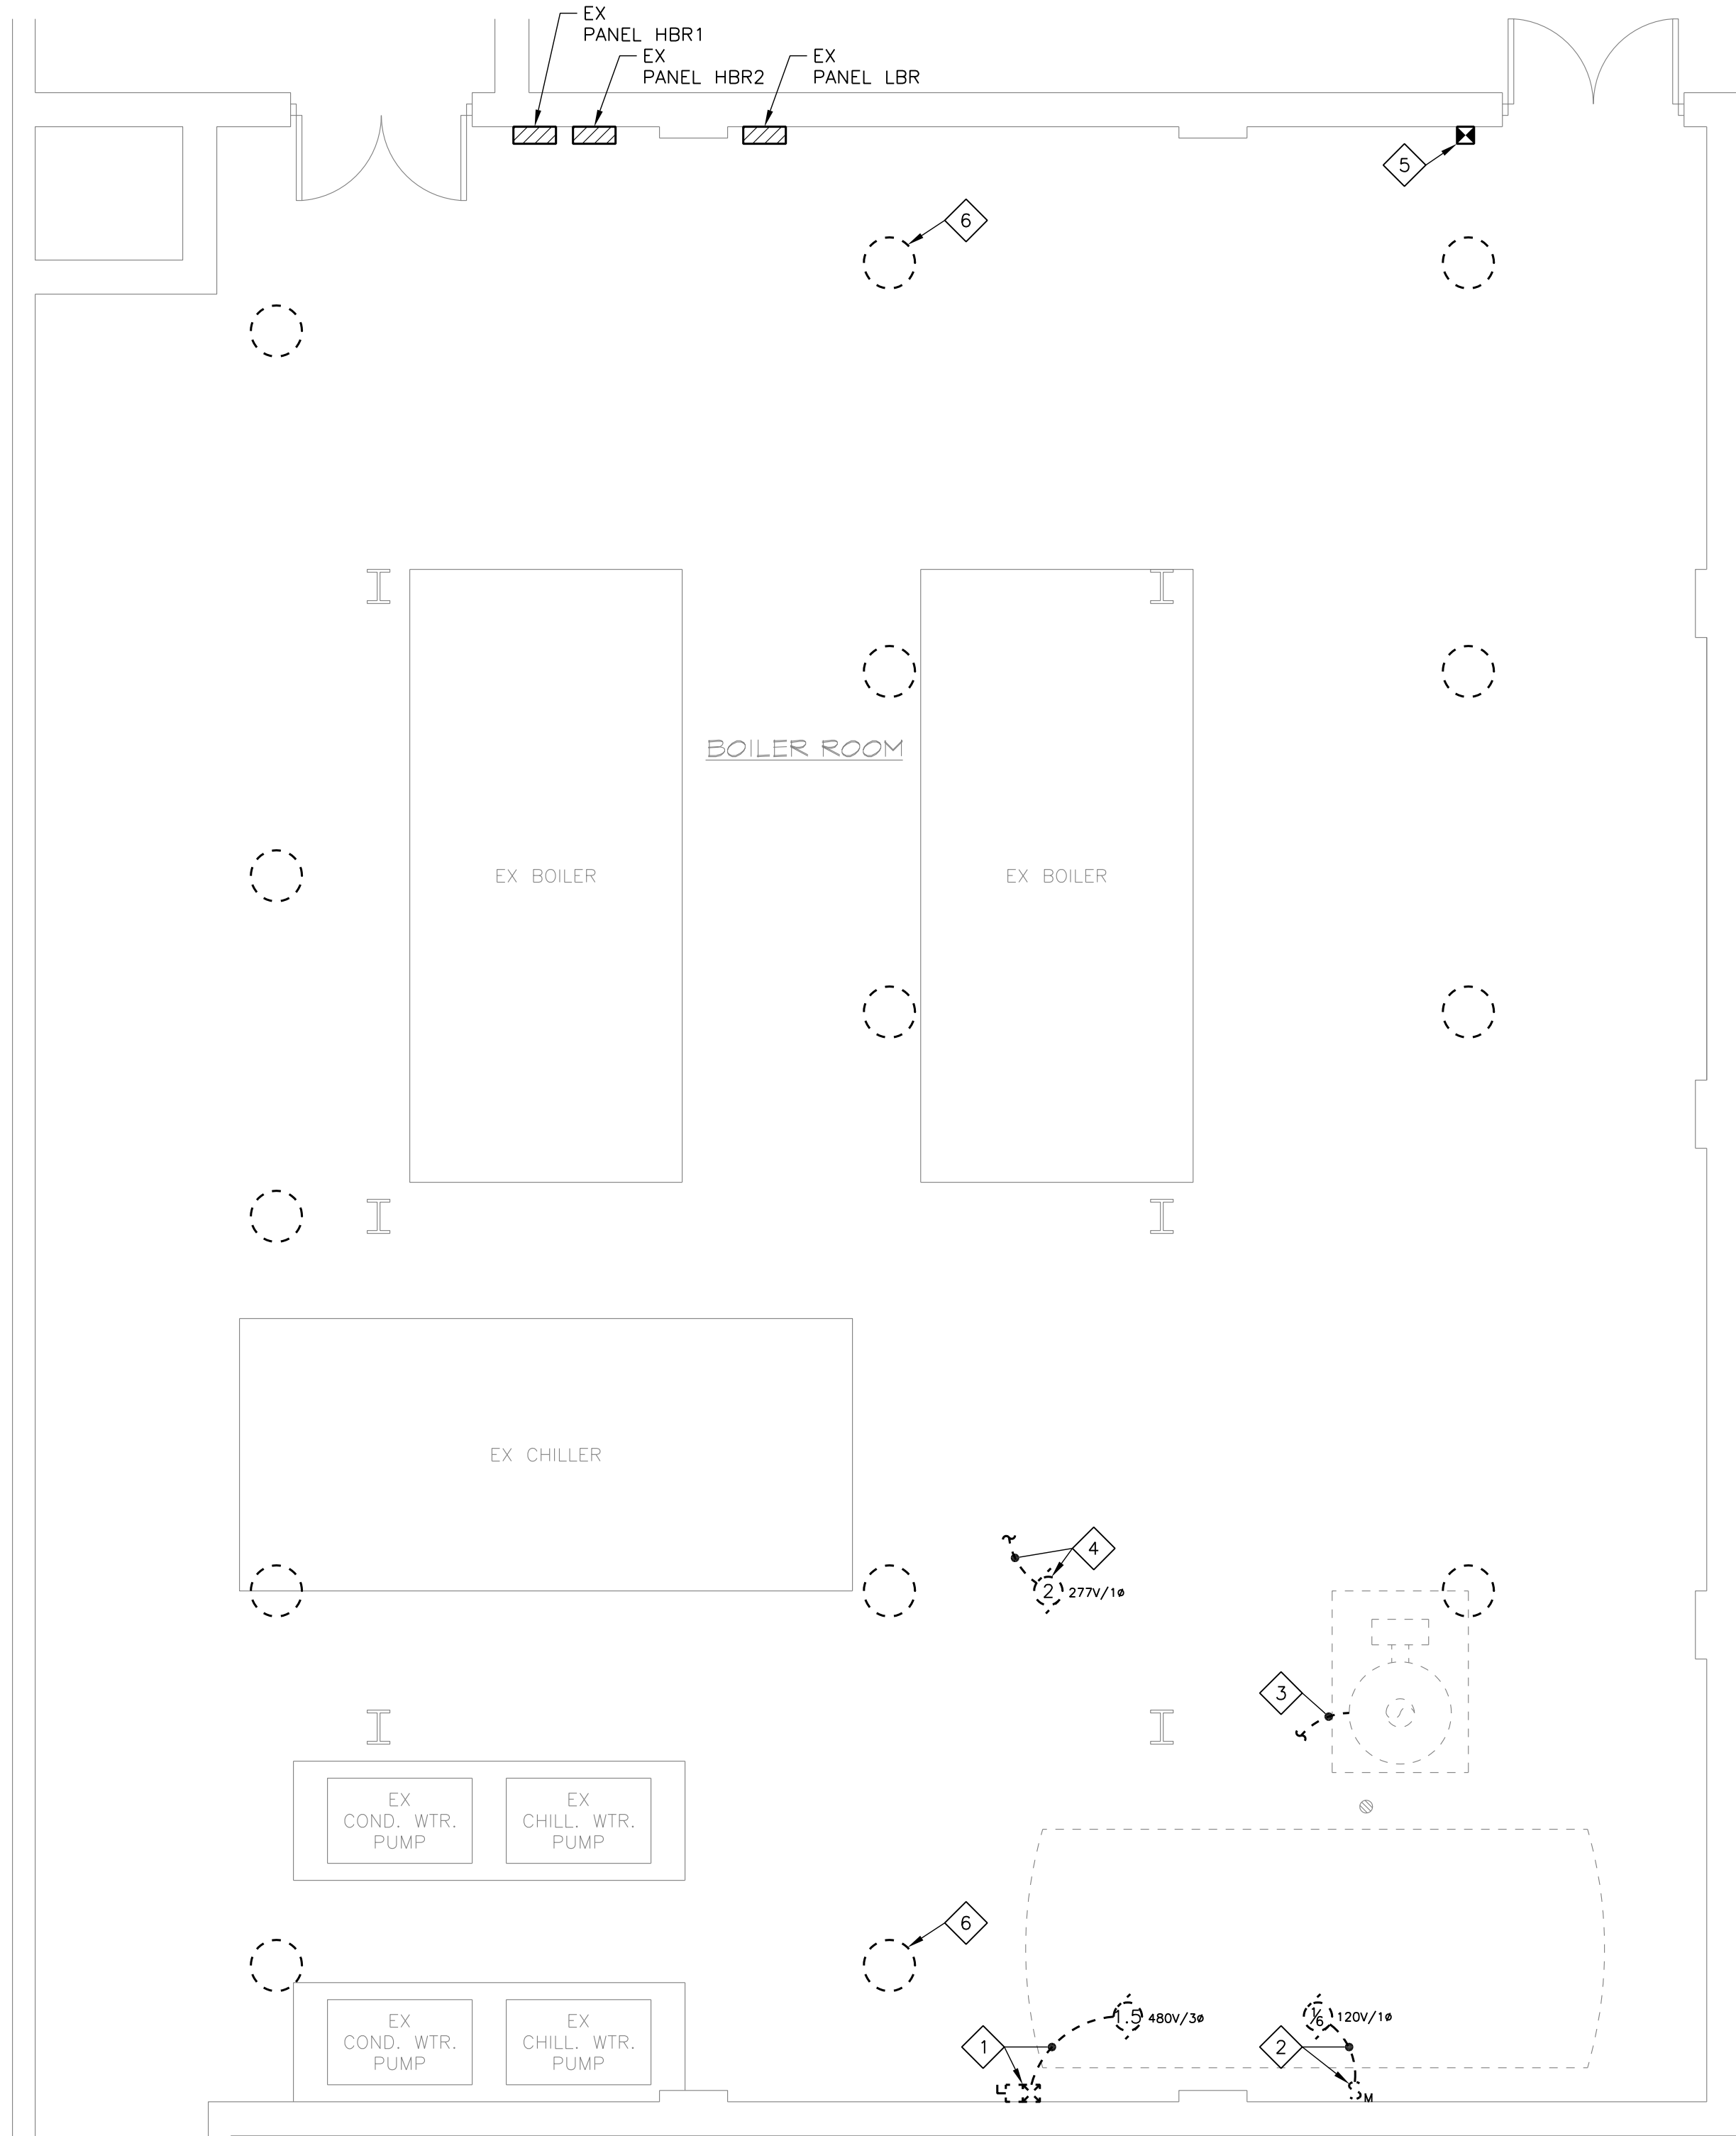 EX
PANEL HBR1
EX
PANEL HBR2
EX
PANEL LBR
5
6
BOILER ROOM
EX BOILER
EX BOILER
EX CHILLER
4
2
277V/1ø
3
S
EX
COND. WTR.
PUMP
EX
CHILL. WTR.
PUMP
6
EX
COND. WTR.
PUMP
EX
CHILL. WTR.
PUMP
1
1.5
480V/3ø
2
1/6
120V/1ø
M